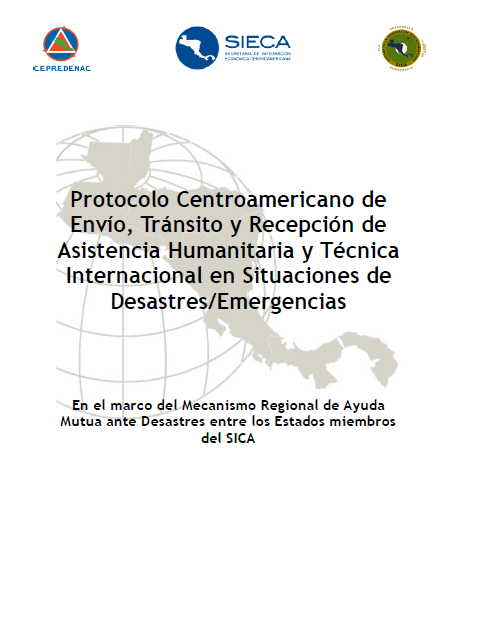 CEPREDENAC
SIECA
SECRETARÍA DE INTEGRACIÓN
ECONÓMICA CENTROAMERICANA
SICA
Protocolo Centroamericano de
Envío, Tránsito y Recepción de
Asistencia Humanitaria y Técnica
Internacional en Situaciones de
Desastres/Emergencias
En el marco del Mecanismo Regional de Ayuda
Mutua ante Desastres entre los Estados miembros
del SICA